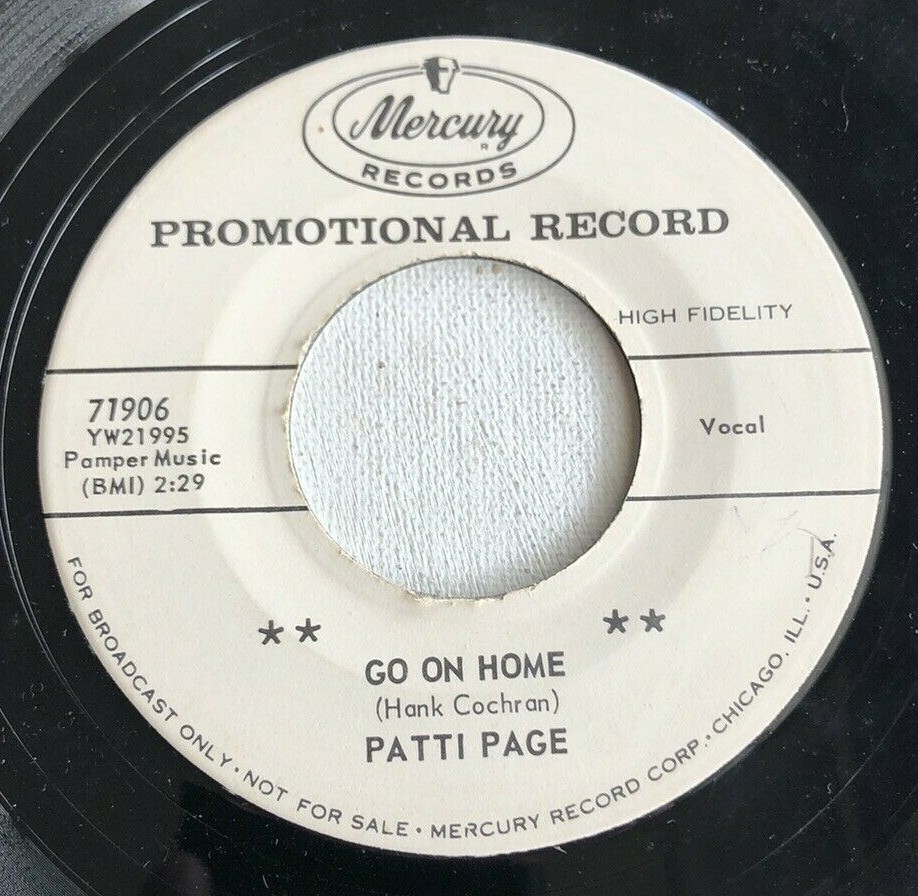 Mercury
R
RECORDS
PROMOTIONAL RECORD
HIGH FIDELITY
71906
YW21995
Pamper Music
(BMI) 2:29
Vocal
** **
GO ON HOME
(Hank Cochran)
PATTI PAGE
FOR BROADCAST ONLY • NOT FOR SALE • MERCURY RECORD CORP. • CHICAGO, ILL. • U.S.A.